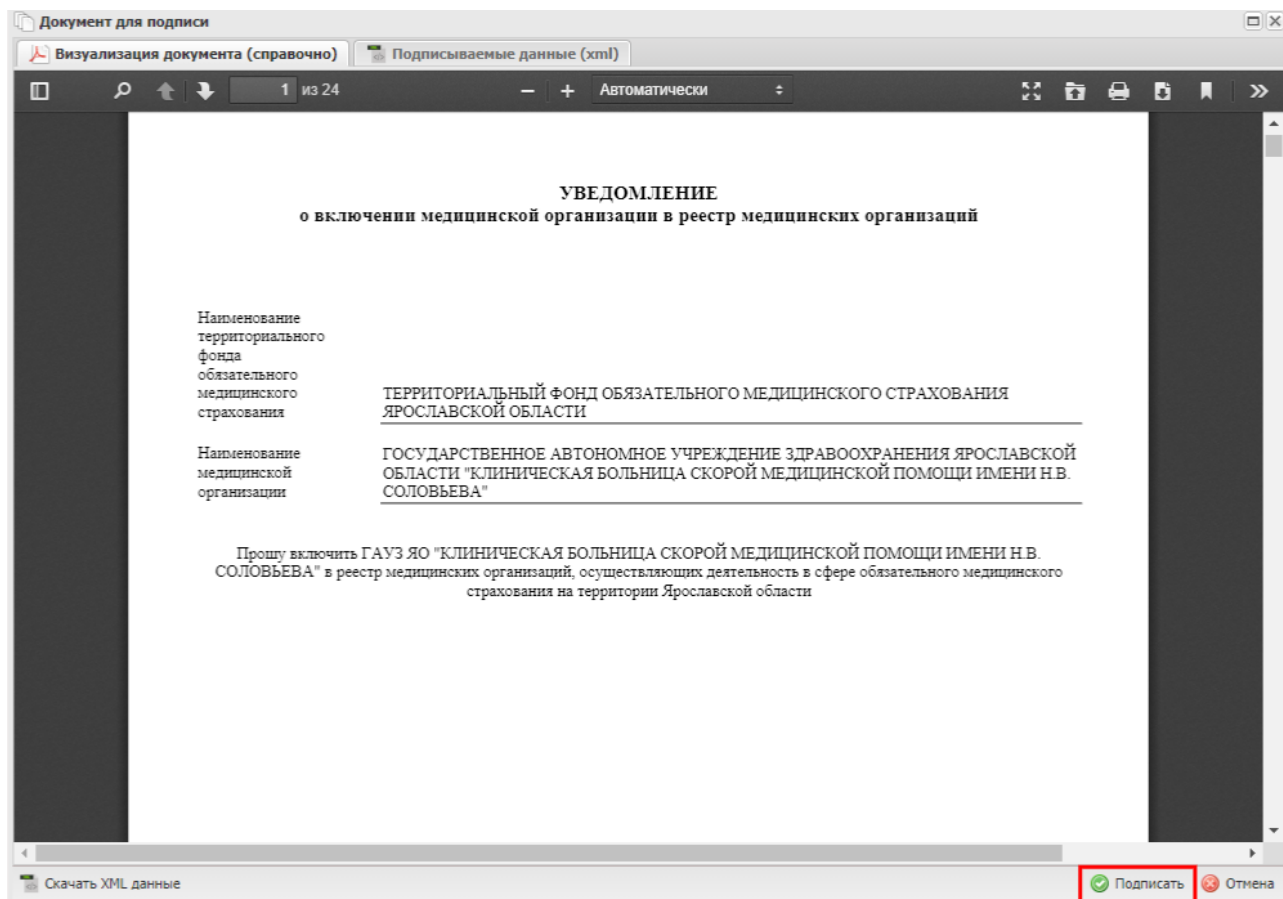 Документ для подписи
Визуализация документа (справочно) Подписываемые данные (xml)
1 из 24 Автоматически
УВЕДОМЛЕНИЕ
о включении медицинской организации в реестр медицинских организаций
Наименование
территориального
фонда
обязательного
медицинского
страхования
ТЕРРИТОРИАЛЬНЫЙ ФОНД ОБЯЗАТЕЛЬНОГО МЕДИЦИНСКОГО СТРАХОВАНИЯ
ЯРОСЛАВСКОЙ ОБЛАСТИ
Наименование
медицинской
организации
ГОСУДАРСТВЕННОЕ АВТОНОМНОЕ УЧРЕЖДЕНИЕ ЗДРАВООХРАНЕНИЯ ЯРОСЛАВСКОЙ
ОБЛАСТИ "КЛИНИЧЕСКАЯ БОЛЬНИЦА СКОРОЙ МЕДИЦИНСКОЙ ПОМОЩИ ИМЕНИ Н.В.
СОЛОВЬЕВА"
Прошу включить ГАУЗ ЯО "КЛИНИЧЕСКАЯ БОЛЬНИЦА СКОРОЙ МЕДИЦИНСКОЙ ПОМОЩИ ИМЕНИ Н.В.
СОЛОВЬЕВА" в реестр медицинских организаций, осуществляющих деятельность в сфере обязательного медицинского
страхования на территории Ярославской области
Скачать XML данные Подписать Отмена